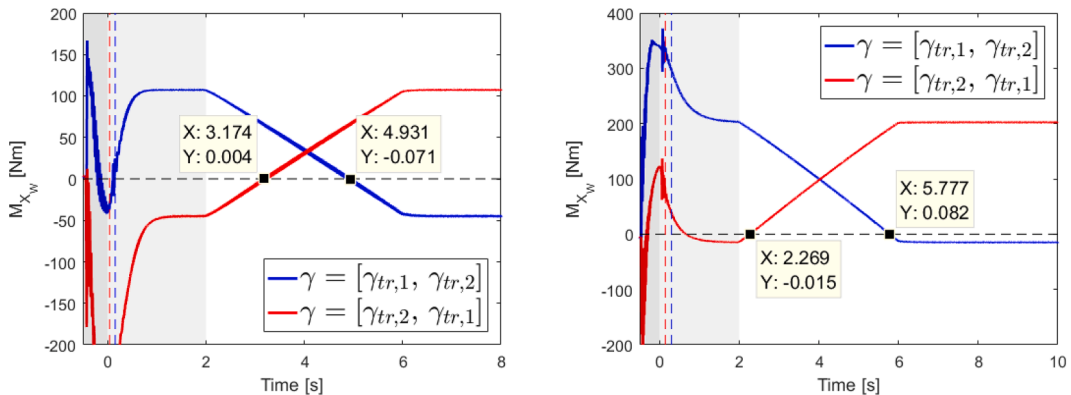 200
150
100
50
0
-50
-100
-150
-200
M_{X_W} [Nm]
X: 3.174
Y: 0.004
X: 4.931
Y: -0.071
γ = [γ_{tr,1}, γ_{tr,2}]
γ = [γ_{tr,2}, γ_{tr,1}]
0 2 4 6 8
Time [s]
400
300
200
100
0
-100
-200
M_{X_W} [Nm]
γ = [γ_{tr,1}, γ_{tr,2}]
γ = [γ_{tr,2}, γ_{tr,1}]
X: 5.777
Y: 0.082
X: 2.269
Y: -0.015
0 2 4 6 8 10
Time [s]